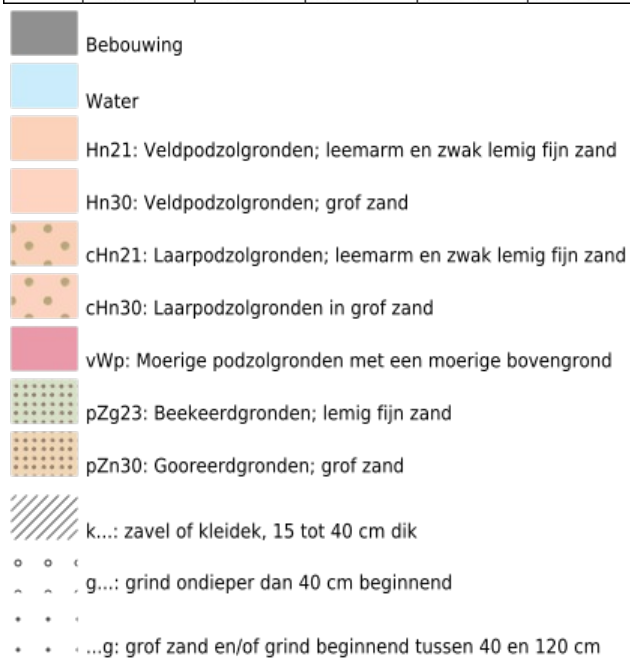 Bebouwing
Water
Hn21: Veldpodzolgronden; leemarm en zwak lemig fijn zand
Hn30: Veldpodzolgronden; grof zand
cHn21: Laarpodzolgronden; leemarm en zwak lemig fijn zand
cHn30: Laarpodzolgronden in grof zand
vWp: Moerige podzolgronden met een moerige bovengrond
pZg23: Beekeerdgronden; lemig fijn zand
pZn30: Gooreerdgronden; grof zand
k...: zavel of kleidek, 15 tot 40 cm dik
g...: grind ondieper dan 40 cm beginnend
...g: grof zand en/of grind beginnend tussen 40 en 120 cm